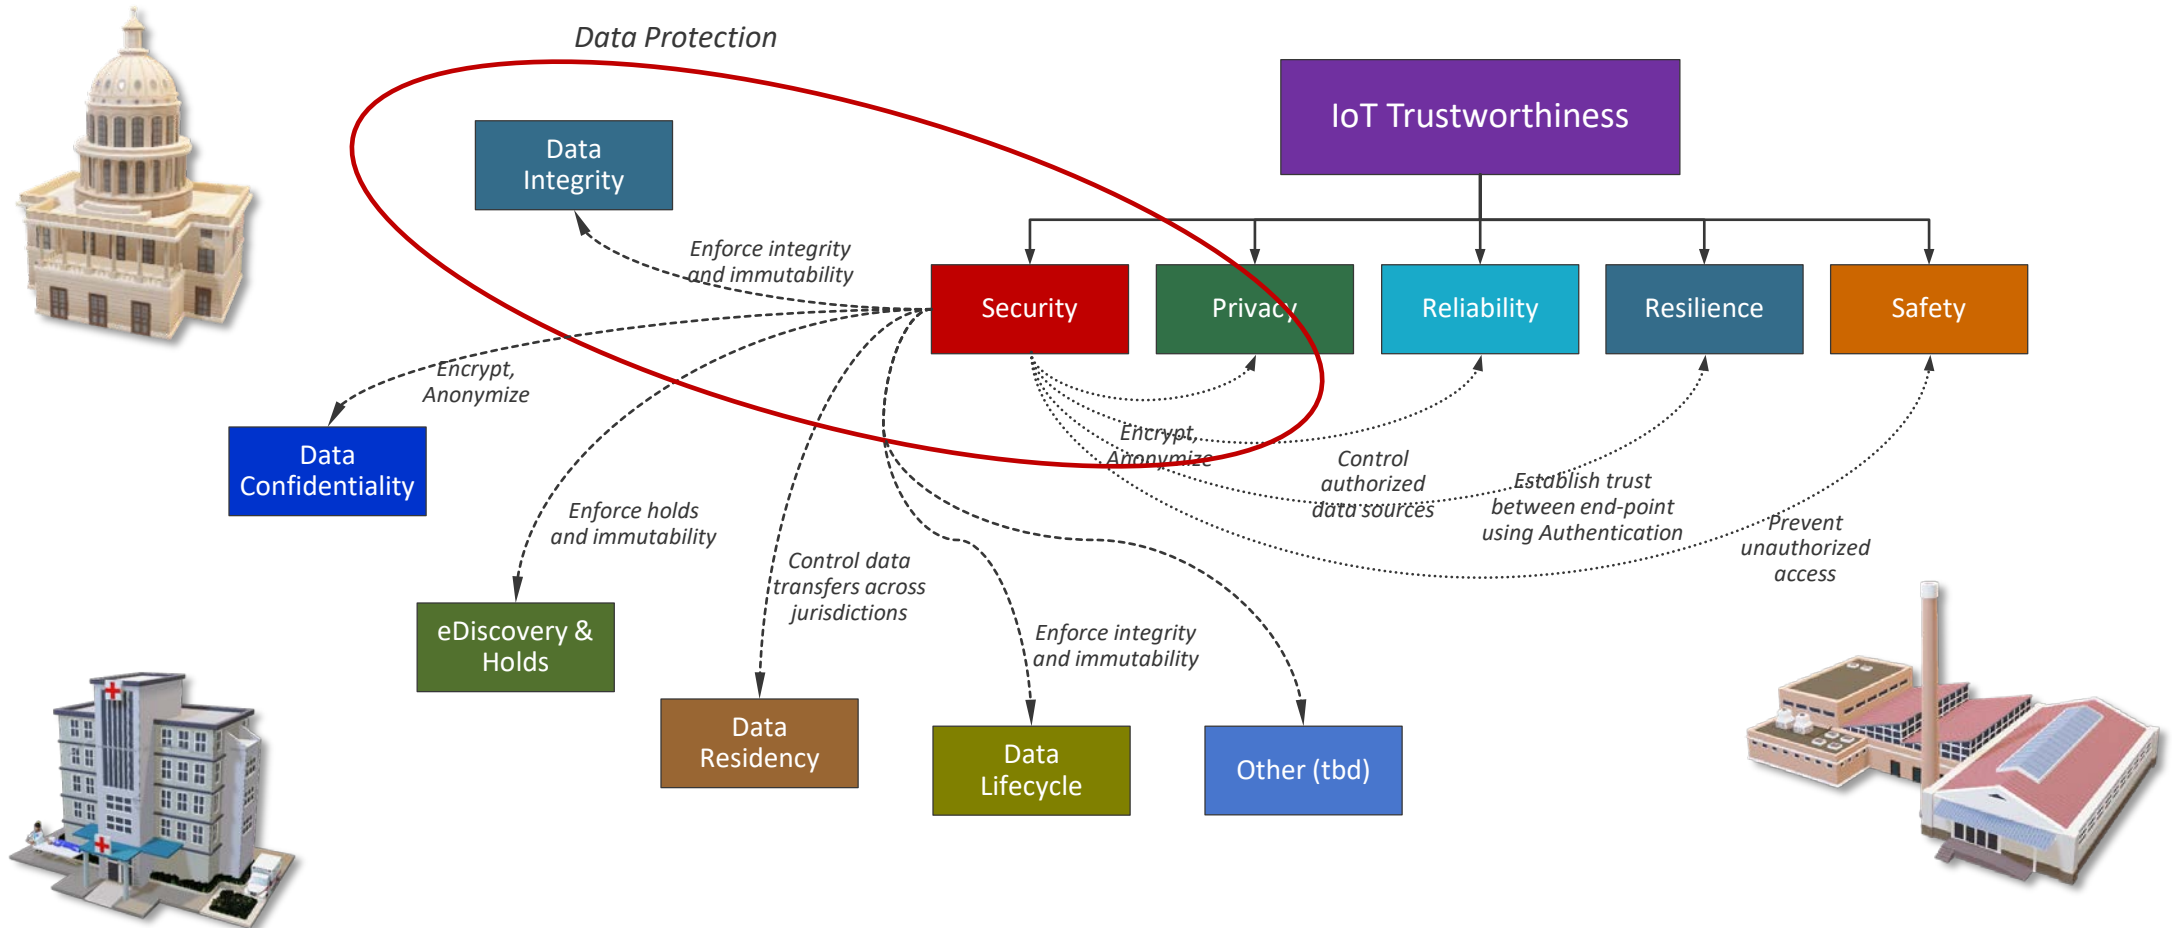 Data Protection
IoT Trustworthiness
Data
Integrity
Enforce integrity
and immutability
Security
Privacy
Reliability
Resilience
Safety
Encrypt,
Anonymize
Data
Confidentiality
Encrypt,
Anonymize
Control
authorized
data sources
Establish trust
between end-point
using Authentication
Prevent
unauthorized
access
Enforce holds
and immutability
Control data
transfers across
jurisdictions
Enforce integrity
and immutability
eDiscovery &
Holds
Data
Residency
Data
Lifecycle
Other (tbd)